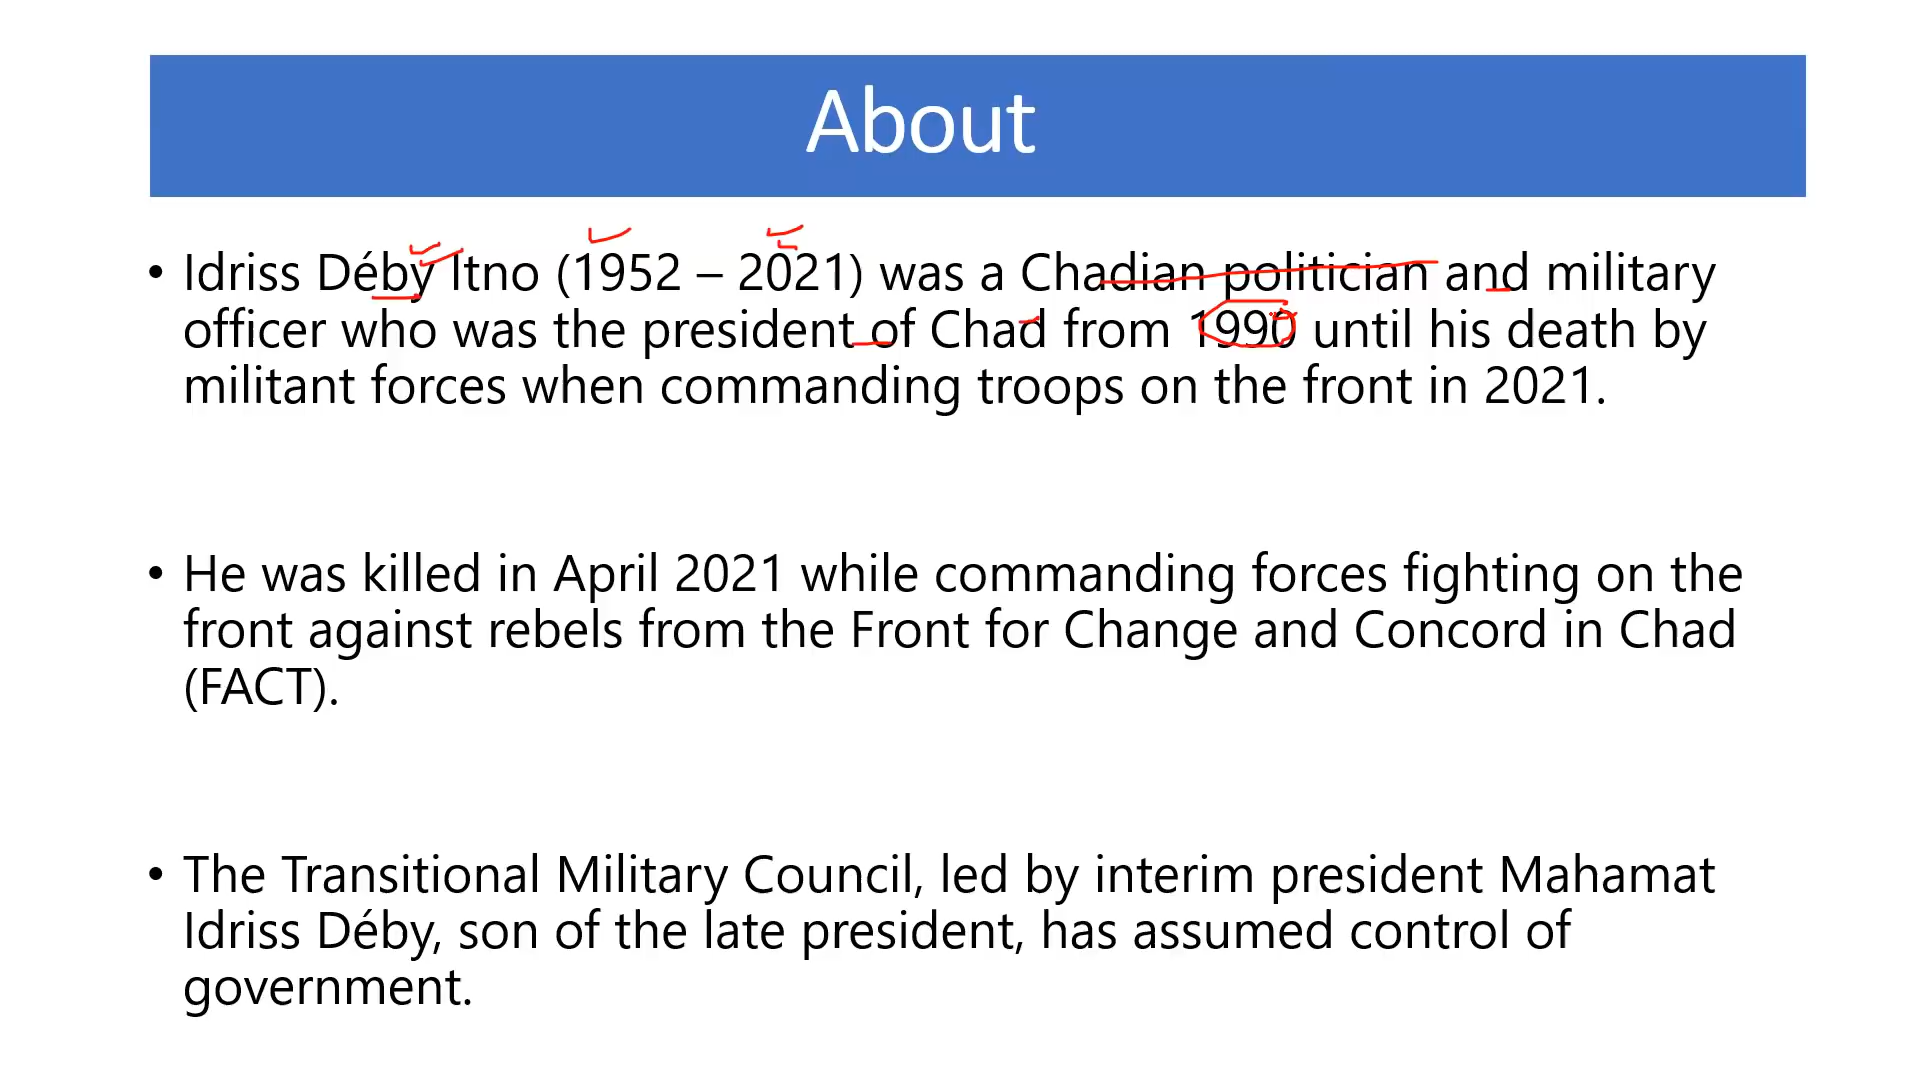 About
• Idriss Déby Itno (1952 – 2021) was a Chadian politician and military
officer who was the president of Chad from 1990 until his death by
militant forces when commanding troops on the front in 2021.
• He was killed in April 2021 while commanding forces fighting on the
front against rebels from the Front for Change and Concord in Chad
(FACT).
• The Transitional Military Council, led by interim president Mahamat
Idriss Déby, son of the late president, has assumed control of
government.